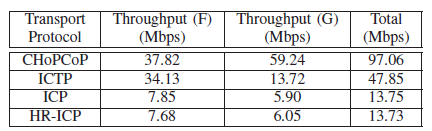 Transport Protocol Throughput (F) (Mbps) Throughput (G) (Mbps) Total (Mbps)
CHoPCoP 37.82 59.24 97.06
ICTP 34.13 13.72 47.85
ICP 7.85 5.90 13.75
HR-ICP 7.68 6.05 13.73